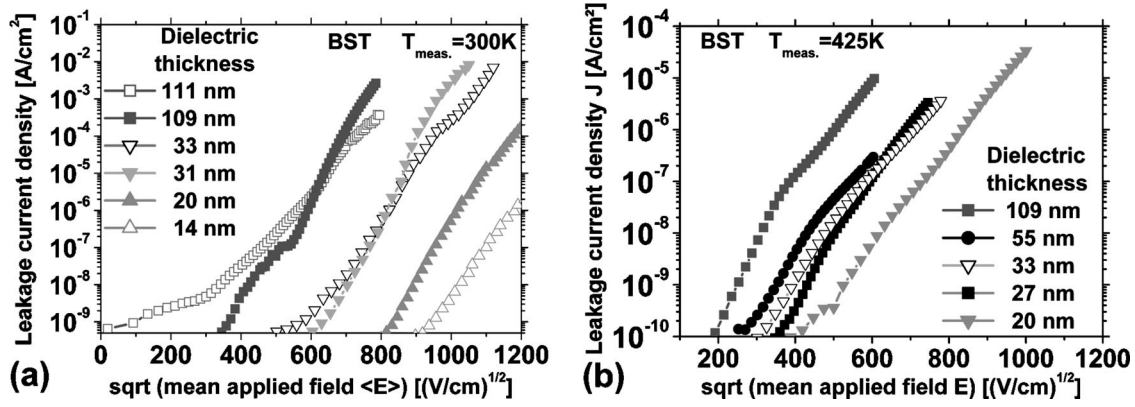 Leakage current density [A/cm²]
10⁻²
10⁻³
10⁻⁴
10⁻⁵
10⁻⁶
10⁻⁷
10⁻⁸
10⁻⁹
Dielectric
thickness
111 nm
109 nm
33 nm
31 nm
20 nm
14 nm
BST T_meas.=300K
0 200 400 600 800 1000 1200
sqrt (mean applied field <E>) [(V/cm)^1/2]
(a)
Leakage current density J [A/cm²]
10⁻⁴
10⁻⁵
10⁻⁶
10⁻⁷
10⁻⁸
10⁻⁹
10⁻¹⁰
BST T_meas.=425K
Dielectric
thickness
109 nm
55 nm
33 nm
27 nm
20 nm
200 400 600 800 1000 1200
sqrt (mean applied field E) [(V/cm)^1/2]
(b)